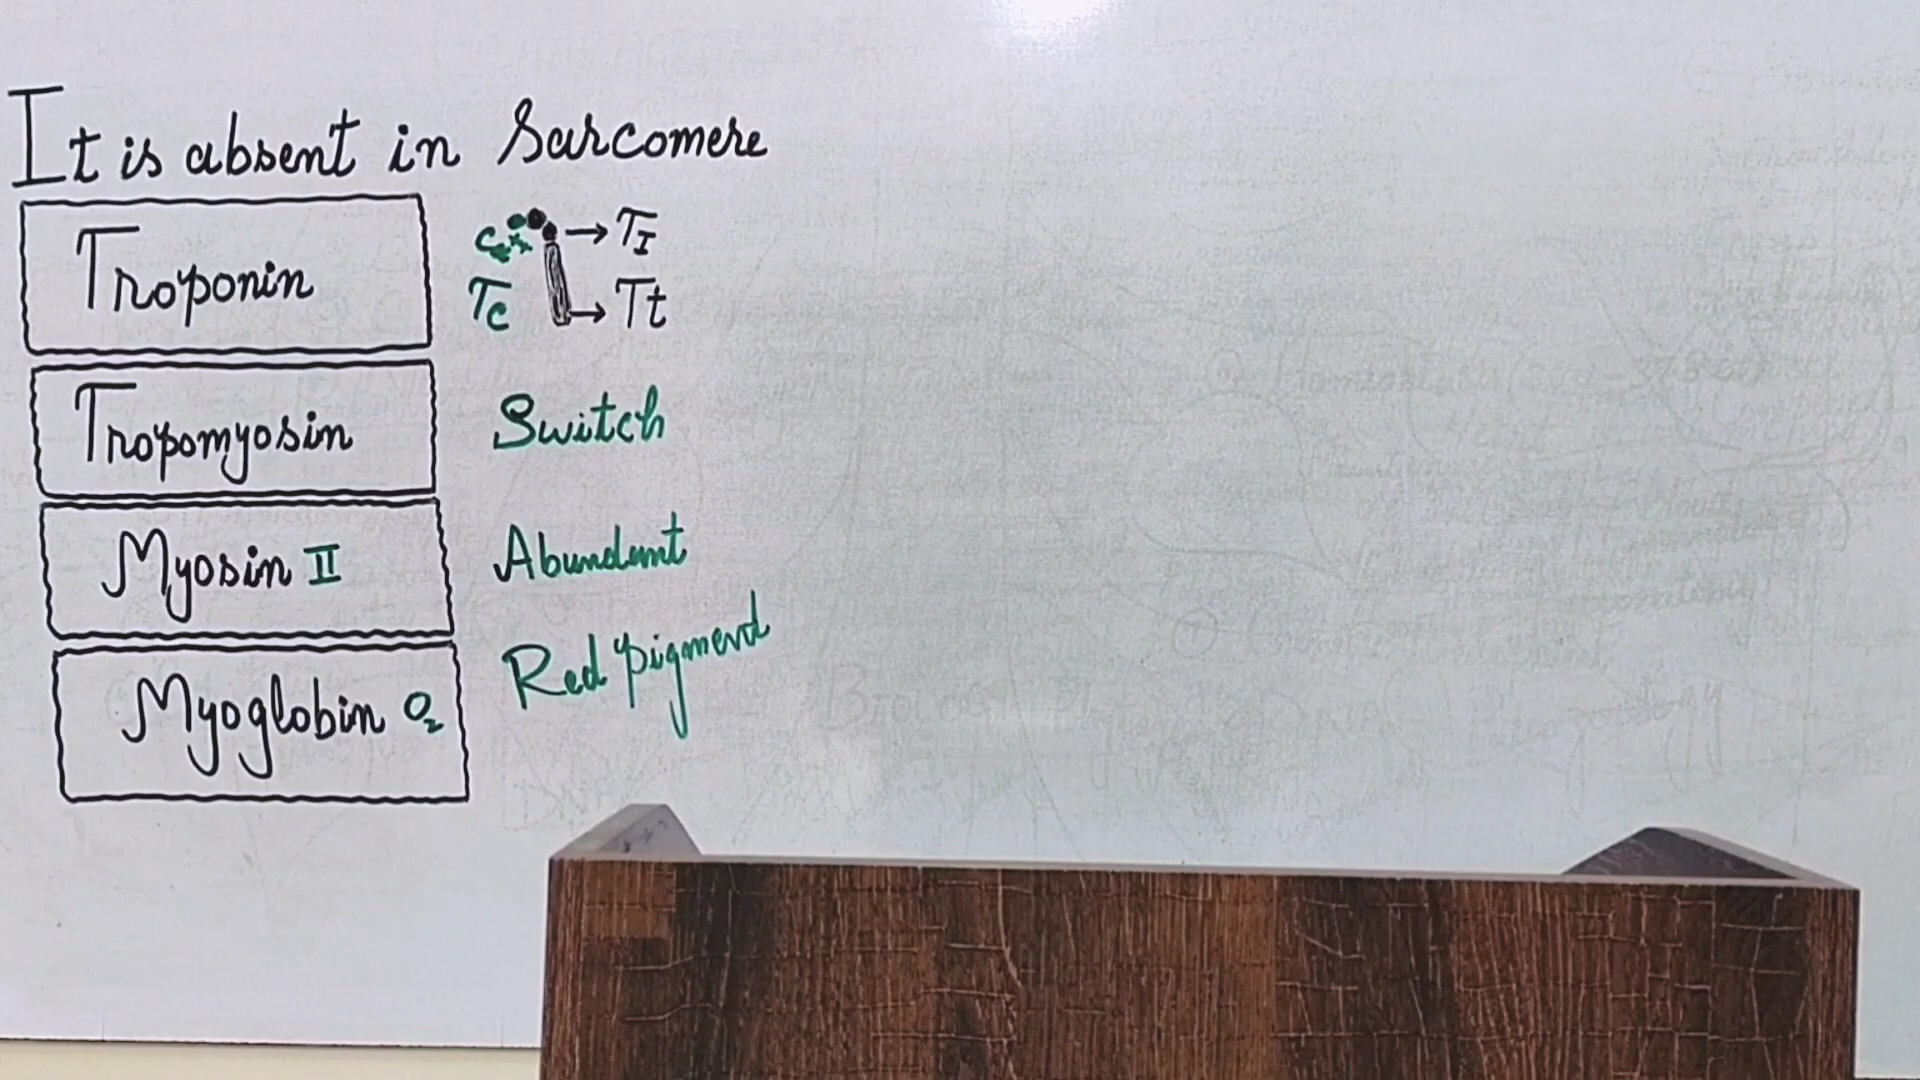 It is absent in Sarcomere
Troponin
TI
Tc
Tt
Tropomyosin Switch
Myosin II Abundant
Myoglobin O2 Red pigment